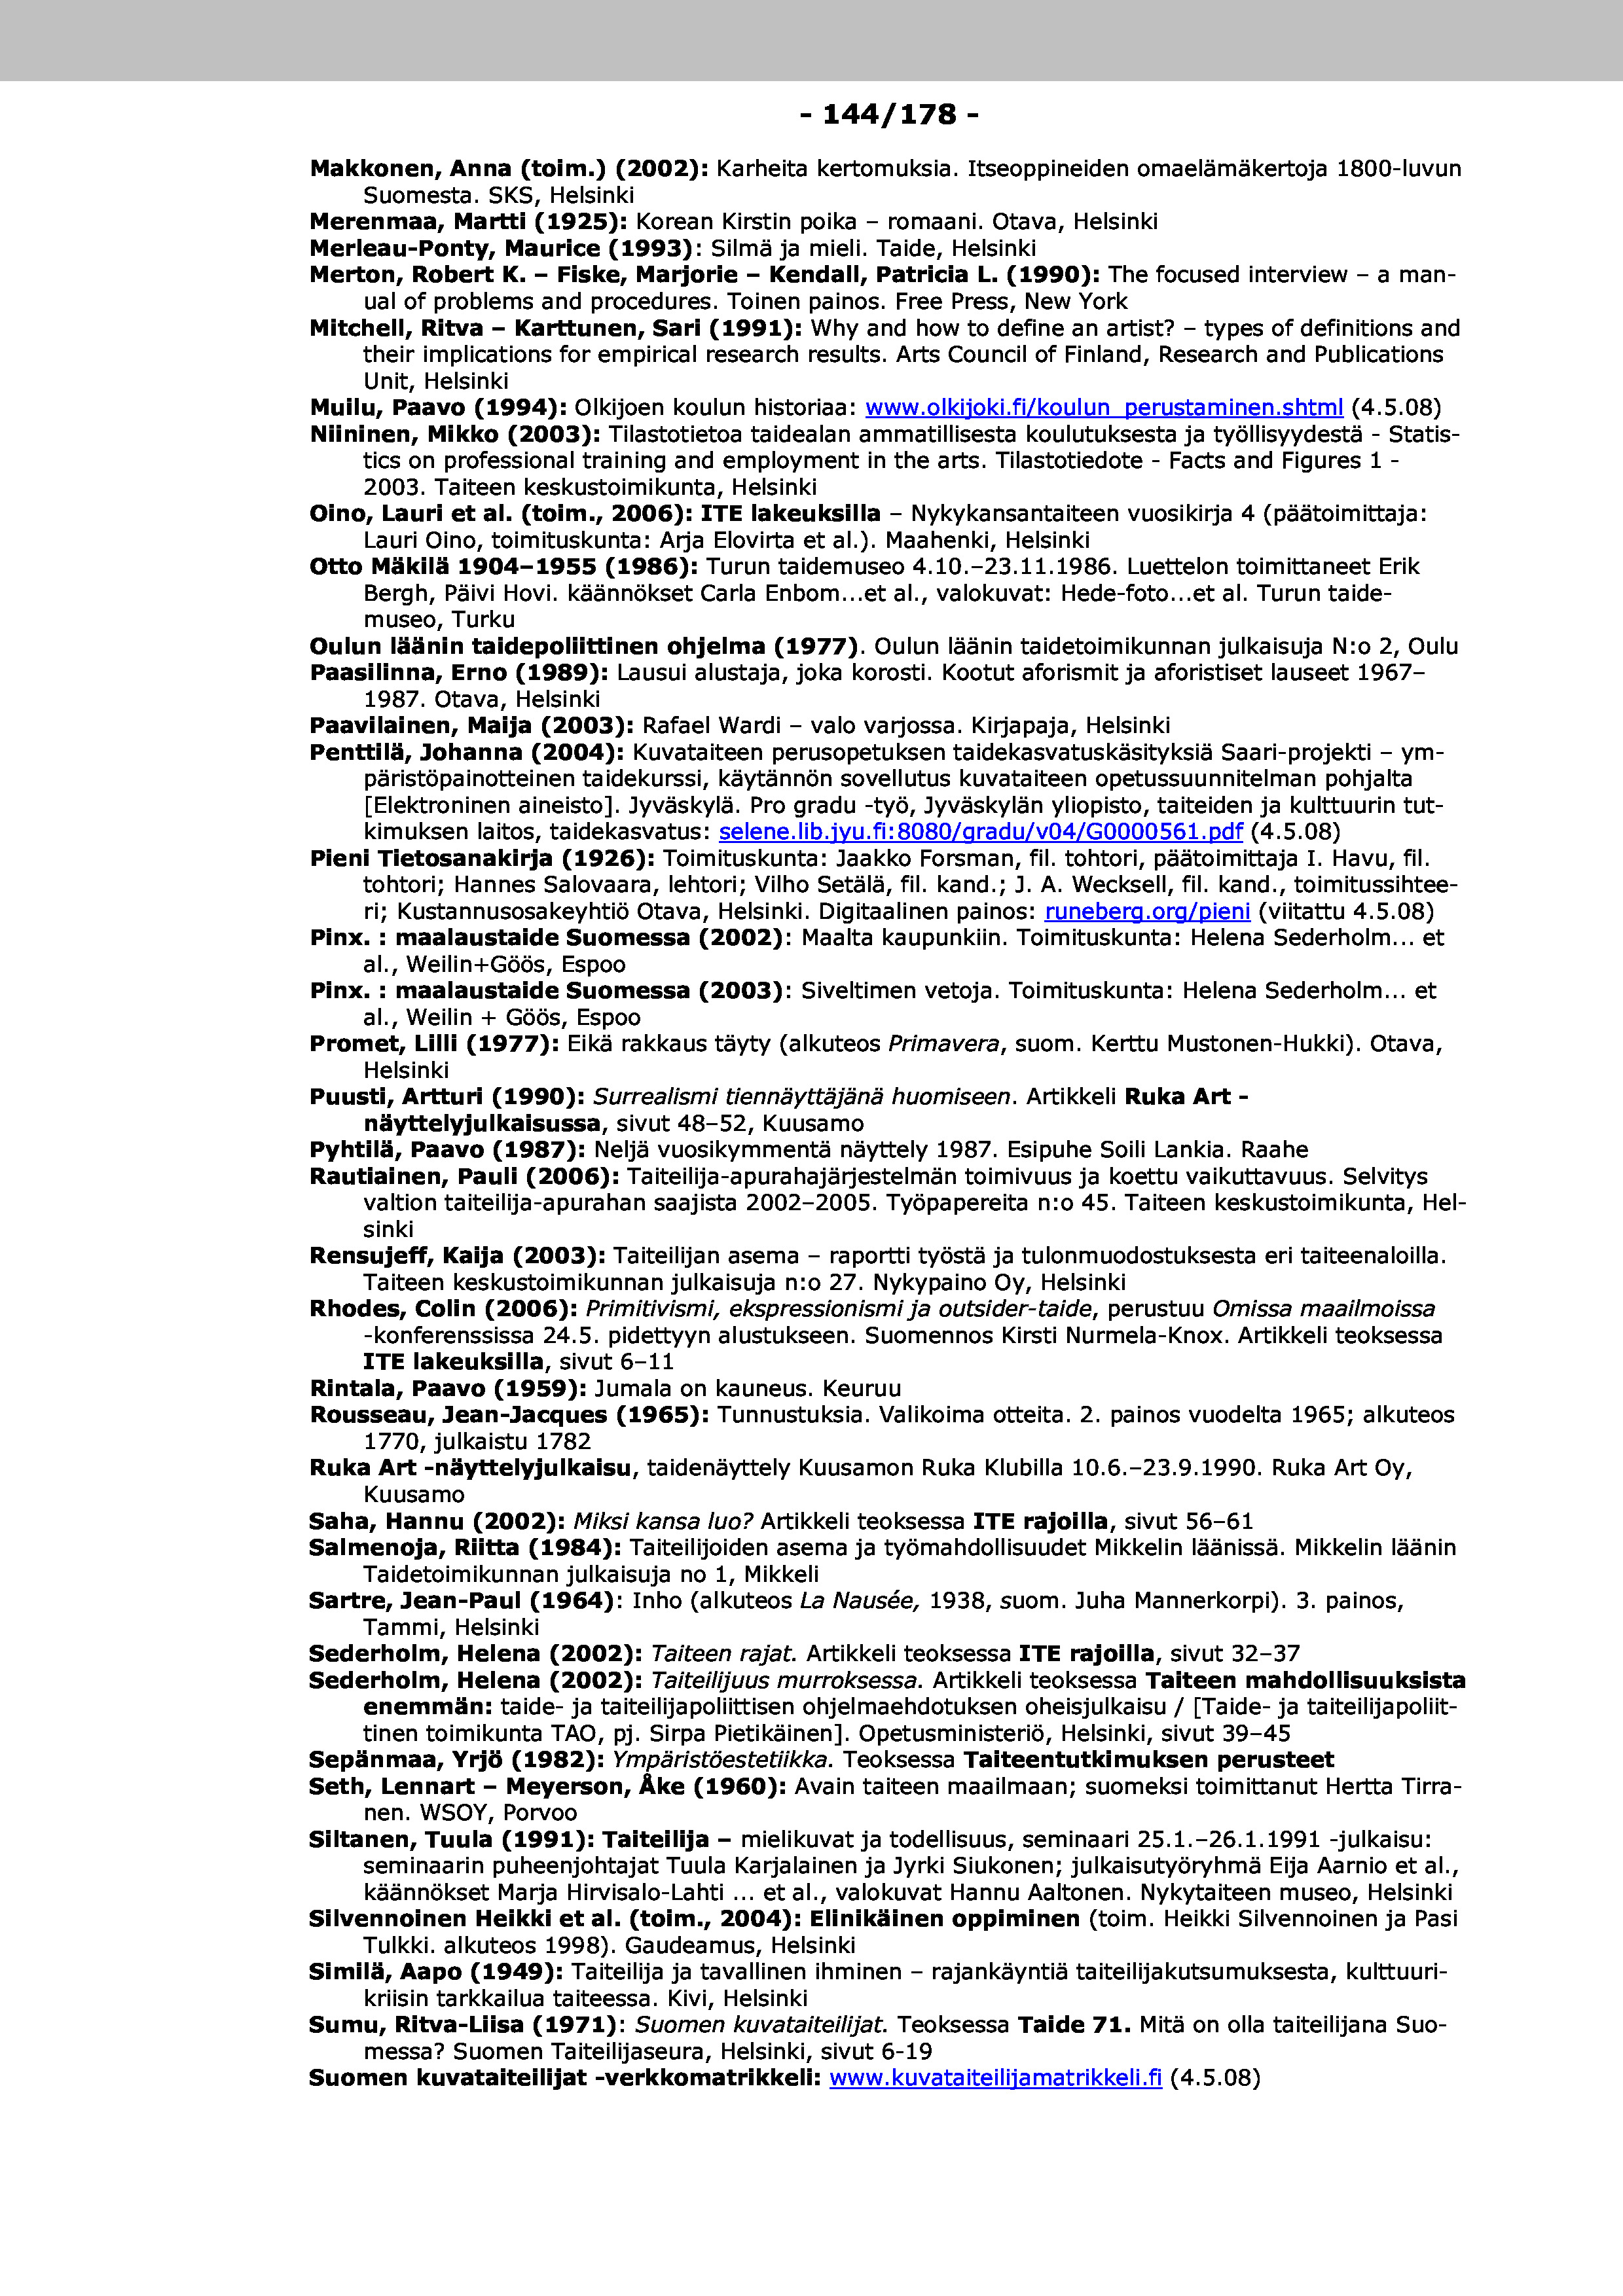 - 144/178 -
Makkonen, Anna (toim.) (2002): Karheita kertomuksia. Itseoppineiden omaelämäkertoja 1800-luvun
Suomesta. SKS, Helsinki
Merenmaa, Martti (1925): Korean Kirstin poika – romaani. Otava, Helsinki
Merleau-Ponty, Maurice (1993): Silmä ja mieli. Taide, Helsinki
Merton, Robert K. – Fiske, Marjorie – Kendall, Patricia L. (1990): The focused interview – a man-
ual of problems and procedures. Toinen painos. Free Press, New York
Mitchell, Ritva – Karttunen, Sari (1991): Why and how to define an artist? – types of definitions and
their implications for empirical research results. Arts Council of Finland, Research and Publications
Unit, Helsinki
Muilu, Paavo (1994): Olkijoen koulun historiaa: www.olkijoki.fi/koulun_perustaminen.shtml (4.5.08)
Niininen, Mikko (2003): Tilastotietoa taidealan ammatillisesta koulutuksesta ja työllisyydestä - Statis-
tics on professional training and employment in the arts. Tilastotiedote - Facts and Figures 1 -
2003. Taiteen keskustoimikunta, Helsinki
Oino, Lauri et al. (toim., 2006): ITE lakeuksilla – Nykykansantaiteen vuosikirja 4 (päätoimittaja:
Lauri Oino, toimituskunta: Arja Elovirta et al.). Maahenki, Helsinki
Otto Mäkilä 1904–1955 (1986): Turun taidemuseo 4.10.–23.11.1986. Luettelon toimittaneet Erik
Bergh, Päivi Hovi. käännökset Carla Enbom...et al., valokuvat: Hede-foto...et al. Turun taide-
museo, Turku
Oulun läänin taidepoliittinen ohjelma (1977). Oulun läänin taidetoimikunnan julkaisuja N:o 2, Oulu
Paasilinna, Erno (1989): Lausui alustaja, joka korosti. Kootut aforismit ja aforistiset lauseet 1967–
1987. Otava, Helsinki
Paavilainen, Maija (2003): Rafael Wardi – valo varjossa. Kirjapaja, Helsinki
Penttilä, Johanna (2004): Kuvataiteen perusopetuksen taidekasvatuskäsityksiä Saari-projekti – ym-
päristöpainotteinen taidekurssi, käytännön sovellutus kuvataiteen opetussuunnitelman pohjalta
[Elektroninen aineisto]. Jyväskylä. Pro gradu -työ, Jyväskylän yliopisto, taiteiden ja kulttuurin tut-
kimuksen laitos, taidekasvatus: selene.lib.jyu.fi:8080/gradu/v04/G0000561.pdf (4.5.08)
Pieni Tietosanakirja (1926): Toimituskunta: Jaakko Forsman, fil. tohtori, päätoimittaja I. Havu, fil.
tohtori; Hannes Salovaara, lehtori; Vilho Setälä, fil. kand.; J. A. Wecksell, fil. kand., toimitussihtee-
ri; Kustannusosakeyhtiö Otava, Helsinki. Digitaalinen painos: runeberg.org/pieni (viitattu 4.5.08)
Pinx. : maalaustaide Suomessa (2002): Maalta kaupunkiin. Toimituskunta: Helena Sederholm... et
al., Weilin+Göös, Espoo
Pinx. : maalaustaide Suomessa (2003): Siveltimen vetoja. Toimituskunta: Helena Sederholm... et
al., Weilin + Göös, Espoo
Promet, Lilli (1977): Eikä rakkaus täyty (alkuteos Primavera, suom. Kerttu Mustonen-Hukki). Otava,
Helsinki
Puusti, Artturi (1990): Surrealismi tiennäyttäjänä huomiseen. Artikkeli Ruka Art -
näyttelyjulkaisussa, sivut 48–52, Kuusamo
Pyhtilä, Paavo (1987): Neljä vuosikymmentä näyttely 1987. Esipuhe Soili Lankia. Raahe
Rautiainen, Pauli (2006): Taiteilija-apurahajärjestelmän toimivuus ja koettu vaikuttavuus. Selvitys
valtion taiteilija-apurahan saajista 2002–2005. Työpapereita n:o 45. Taiteen keskustoimikunta, Hel-
sinki
Rensujeff, Kaija (2003): Taiteilijan asema – raportti työstä ja tulonmuodostuksesta eri taiteenaloilla.
Taiteen keskustoimikunnan julkaisuja n:o 27. Nykypaino Oy, Helsinki
Rhodes, Colin (2006): Primitivismi, ekspressionismi ja outsider-taide, perustuu Omissa maailmoissa
-konferenssissa 24.5. pidettyyn alustukseen. Suomennos Kirsti Nurmela-Knox. Artikkeli teoksessa
ITE lakeuksilla, sivut 6–11
Rintala, Paavo (1959): Jumala on kauneus. Keuruu
Rousseau, Jean-Jacques (1965): Tunnustuksia. Valikoima otteita. 2. painos vuodelta 1965; alkuteos
1770, julkaistu 1782
Ruka Art -näyttelyjulkaisu, taidenäyttely Kuusamon Ruka Klubilla 10.6.–23.9.1990. Ruka Art Oy,
Kuusamo
Saha, Hannu (2002): Miksi kansa luo? Artikkeli teoksessa ITE rajoilla, sivut 56–61
Salmenoja, Riitta (1984): Taiteilijoiden asema ja työmahdollisuudet Mikkelin läänissä. Mikkelin läänin
Taidetoimikunnan julkaisuja no 1, Mikkeli
Sartre, Jean-Paul (1964): Inho (alkuteos La Nausée, 1938, suom. Juha Mannerkorpi). 3. painos,
Tammi, Helsinki
Sederholm, Helena (2002): Taiteen rajat. Artikkeli teoksessa ITE rajoilla, sivut 32–37
Sederholm, Helena (2002): Taiteilijuus murroksessa. Artikkeli teoksessa Taiteen mahdollisuuksista
enemmän: taide- ja taiteilijapoliittisen ohjelmaehdotuksen oheisjulkaisu / [Taide- ja taiteilijapoliit-
tinen toimikunta TAO, pj. Sirpa Pietikäinen]. Opetusministeriö, Helsinki, sivut 39–45
Sepänmaa, Yrjö (1982): Ympäristöestetiikka. Teoksessa Taiteentutkimuksen perusteet
Seth, Lennart – Meyerson, Åke (1960): Avain taiteen maailmaan; suomeksi toimittanut Hertta Tirra-
nen. WSOY, Porvoo
Siltanen, Tuula (1991): Taiteilija – mielikuvat ja todellisuus, seminaari 25.1.–26.1.1991 -julkaisu:
seminaarin puheenjohtajat Tuula Karjalainen ja Jyrki Siukonen; julkaisutyöryhmä Eija Aarnio et al.,
käännökset Marja Hirvisalo-Lahti ... et al., valokuvat Hannu Aaltonen. Nykytaiteen museo, Helsinki
Silvennoinen Heikki et al. (toim., 2004): Elinikäinen oppiminen (toim. Heikki Silvennoinen ja Pasi
Tulkki. alkuteos 1998). Gaudeamus, Helsinki
Similä, Aapo (1949): Taiteilija ja tavallinen ihminen – rajankäyntiä taiteilijakutsumuksesta, kulttuuri-
kriisin tarkkailua taiteessa. Kivi, Helsinki
Sumu, Ritva-Liisa (1971): Suomen kuvataiteilijat. Teoksessa Taide 71. Mitä on olla taiteilijana Suo-
messa? Suomen Taiteilijaseura, Helsinki, sivut 6-19
Suomen kuvataiteilijat -verkkomatrikkeli: www.kuvataiteilijamatrikkeli.fi (4.5.08)